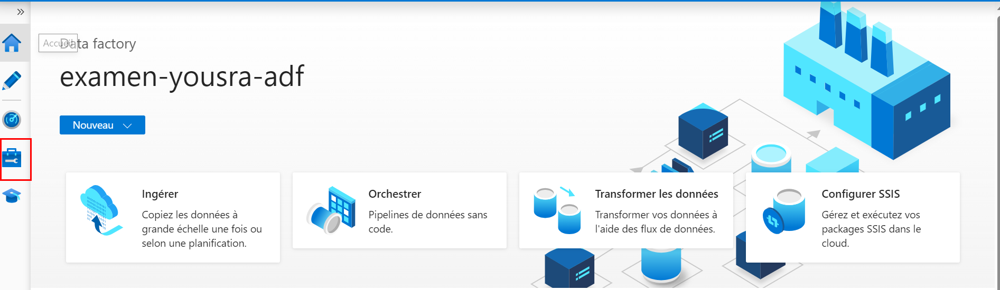 Accueil
Data factory
examen-yousra-adf
Nouveau
Ingérer
Copiez les données à
grande échelle une fois ou
selon une planification.
Orchestrer
Pipelines de données sans
code.
Transformer les données
Transformer vos données à
l'aide des flux de données.
Configurer SSIS
Gérez et exécutez vos
packages SSIS dans le
cloud.